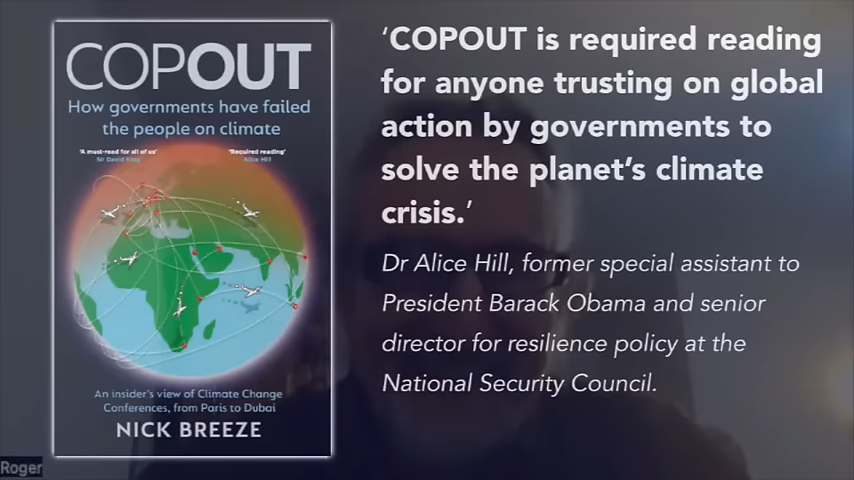 COPOUT
How governments have failed
the people on climate
'A must-read for all of us'
Sir David King
'Required reading'
Alice Hill
An insider's view of Climate Change
Conferences, from Paris to Dubai
NICK BREEZE
'COPOUT is required reading
for anyone trusting on global
action by governments to
solve the planet's climate
crisis.'
Dr Alice Hill, former special assistant to
President Barack Obama and senior
director for resilience policy at the
National Security Council.
Roger